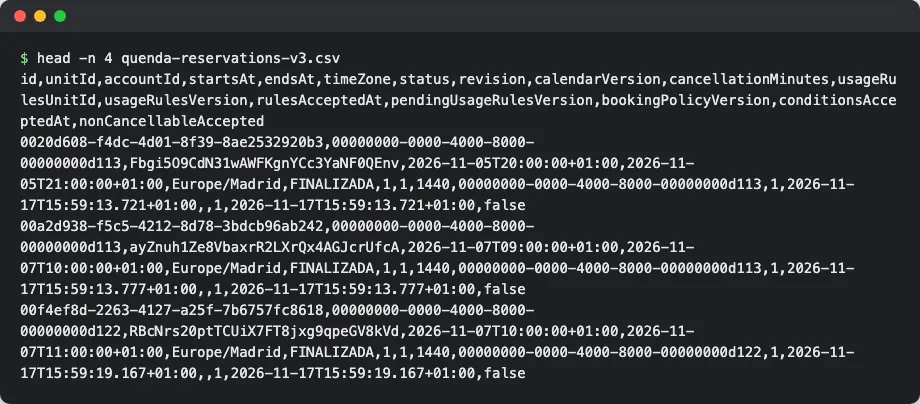 $ head -n 4 quenda-reservations-v3.csv
id,unitId,accountId,startsAt,endsAt,timeZone,status,revision,calendarVersion,cancellationMinutes,usageRu
lesUnitId,usageRulesVersion,rulesAcceptedAt,pendingUsageRulesVersion,bookingPolicyVersion,conditionsAcce
ptedAt,nonCancellableAccepted
0020d608-f4dc-4d01-8f39-8ae2532920b3,00000000-0000-4000-8000-
00000000d113,Fbgi5O9CdN31wAWFKgnYCc3YaNF0QEnv,2026-11-05T20:00:00+01:00,2026-11-
05T21:00:00+01:00,Europe/Madrid,FINALIZADA,1,1,1440,00000000-0000-4000-8000-00000000d113,1,2026-11-
17T15:59:13.721+01:00,,1,2026-11-17T15:59:13.721+01:00,false
00a2d938-f5c5-4212-8d78-3bdcb96ab242,00000000-0000-4000-8000-
00000000d113,ayZnuh1Ze8VbaxrR2LXrQx4AGJcrUfcA,2026-11-07T09:00:00+01:00,2026-11-
07T10:00:00+01:00,Europe/Madrid,FINALIZADA,1,1,1440,00000000-0000-4000-8000-00000000d113,1,2026-11-
17T15:59:13.777+01:00,,1,2026-11-17T15:59:13.777+01:00,false
00f4ef8d-2263-4127-a25f-7b6757fc8618,00000000-0000-4000-8000-
00000000d122,RBcNrs20ptTCUiX7FT8jxg9qpeGV8kVd,2026-11-07T10:00:00+01:00,2026-11-
07T11:00:00+01:00,Europe/Madrid,FINALIZADA,1,1,1440,00000000-0000-4000-8000-00000000d122,1,2026-11-
17T15:59:19.167+01:00,,1,2026-11-17T15:59:19.167+01:00,false